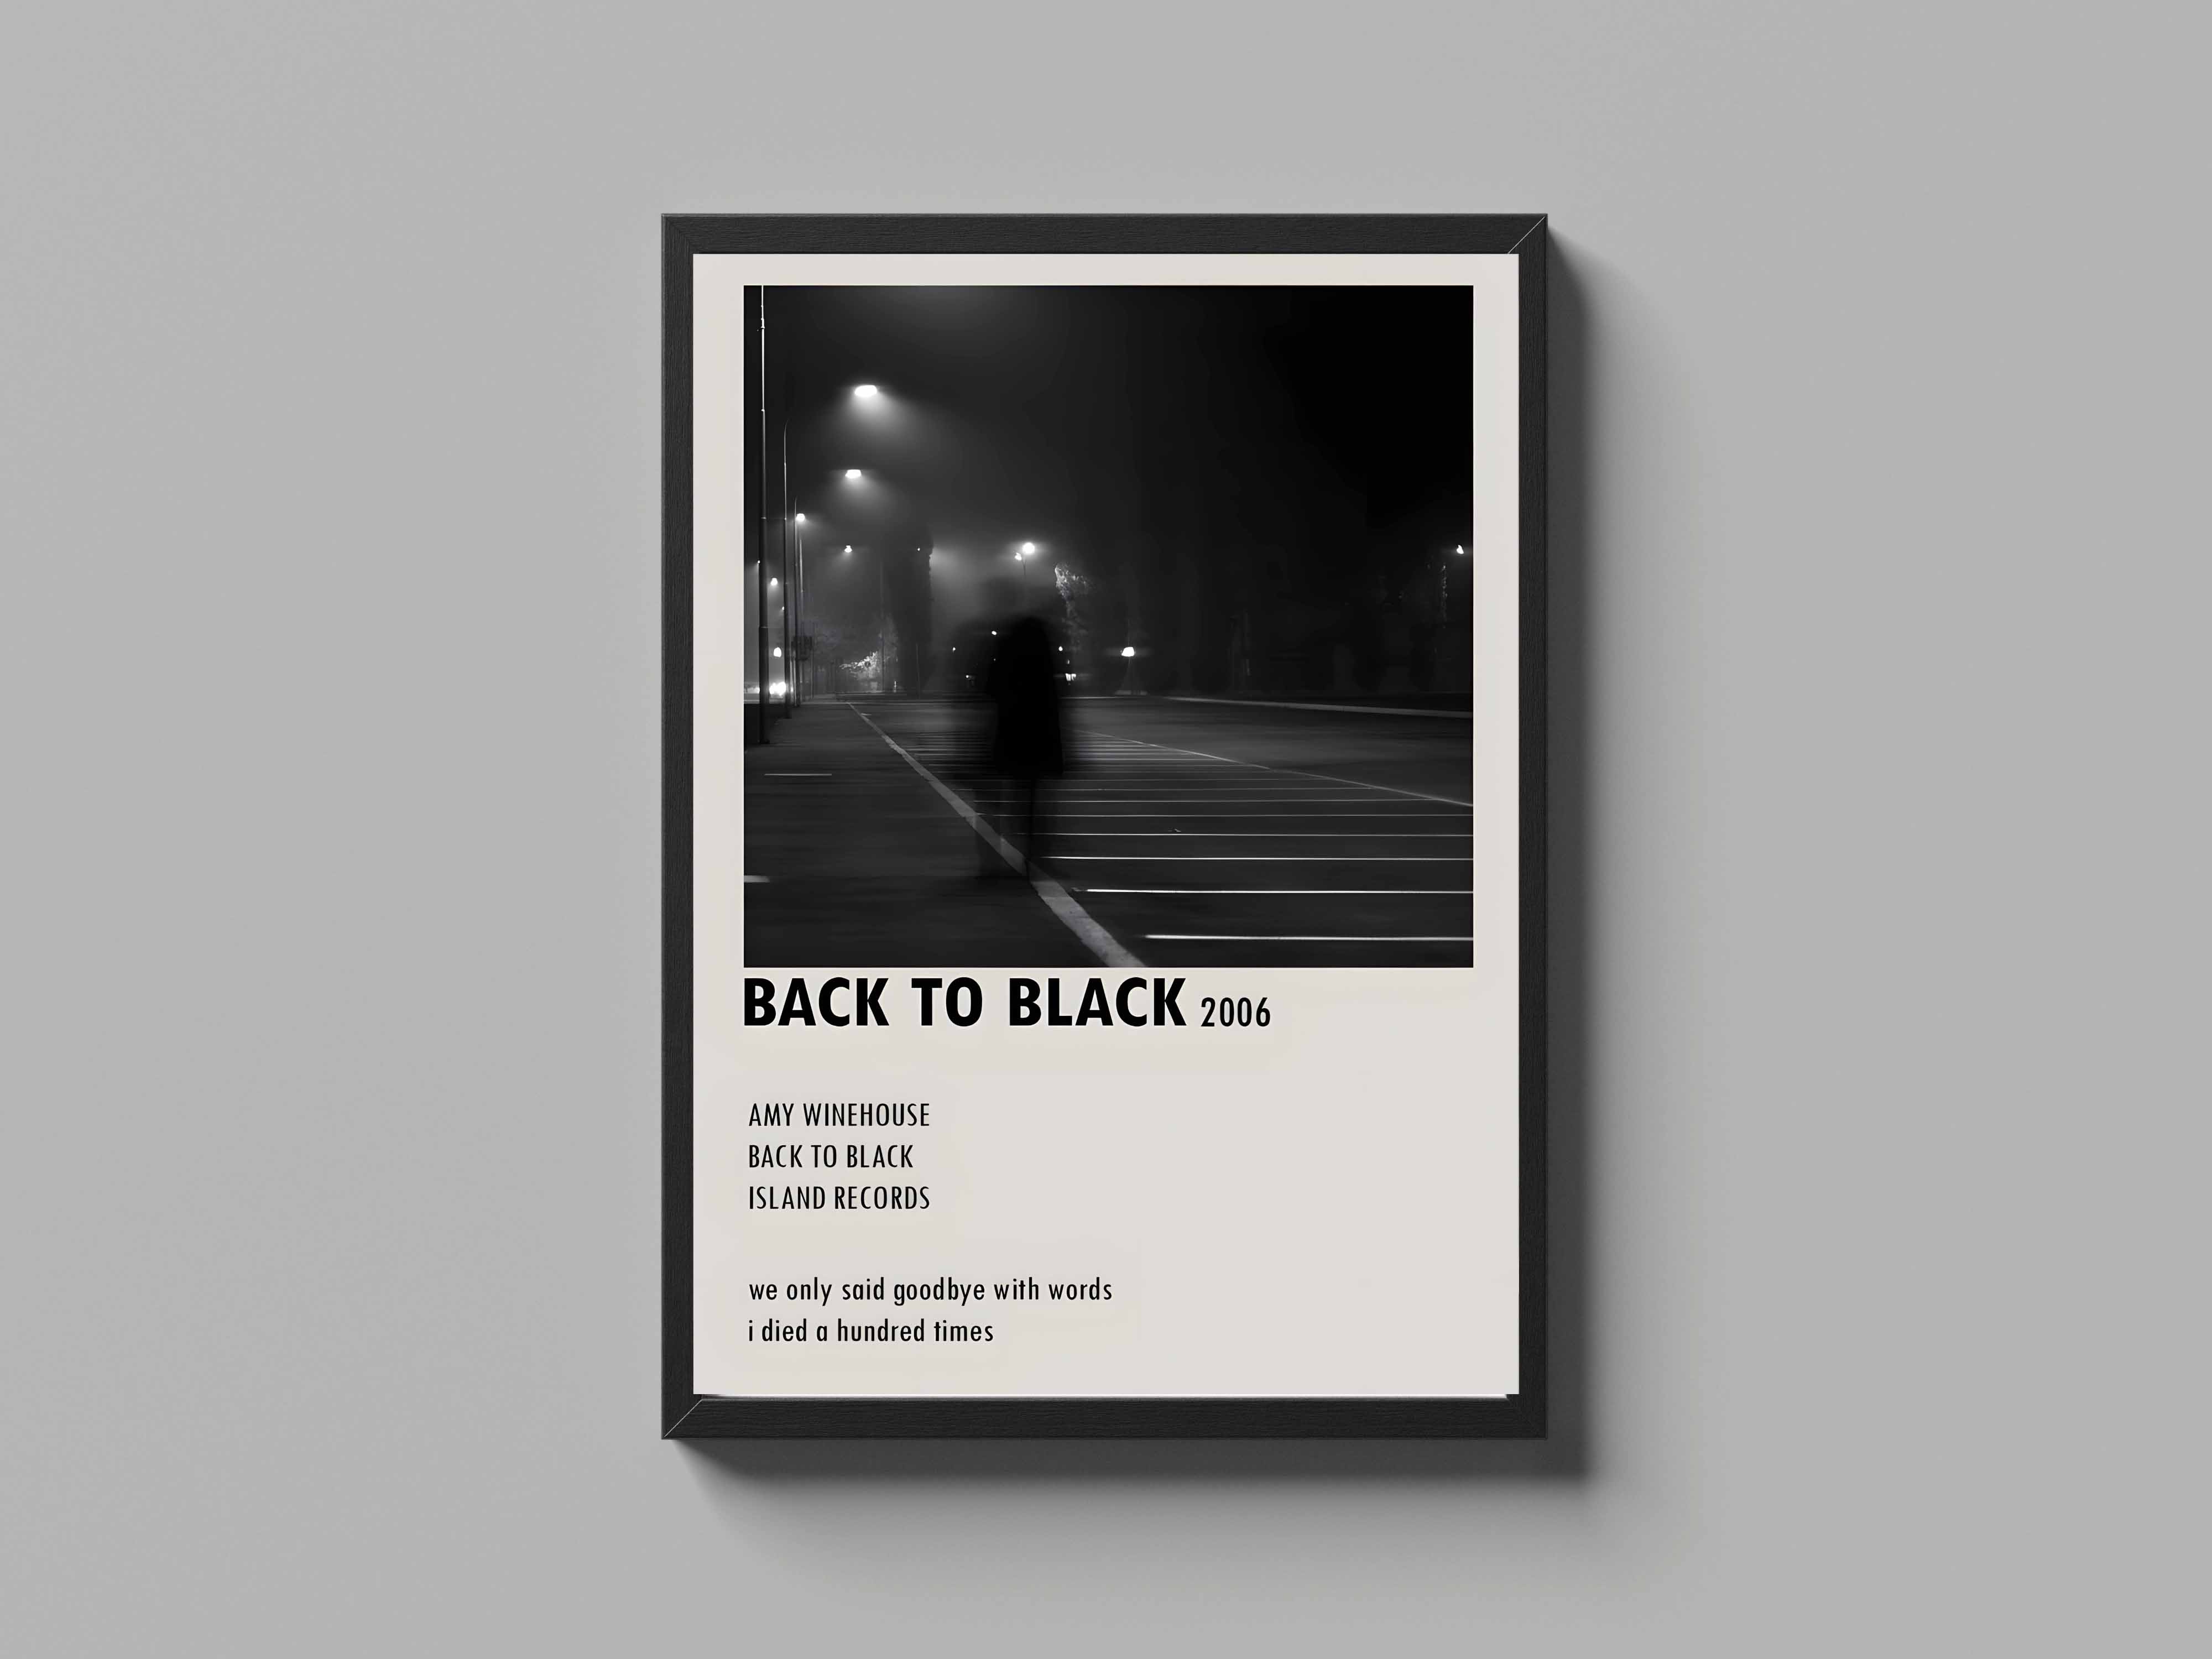 BACK TO BLACK 2006
AMY WINEHOUSE
BACK TO BLACK
ISLAND RECORDS
we only said goodbye with words
i died a hundred times